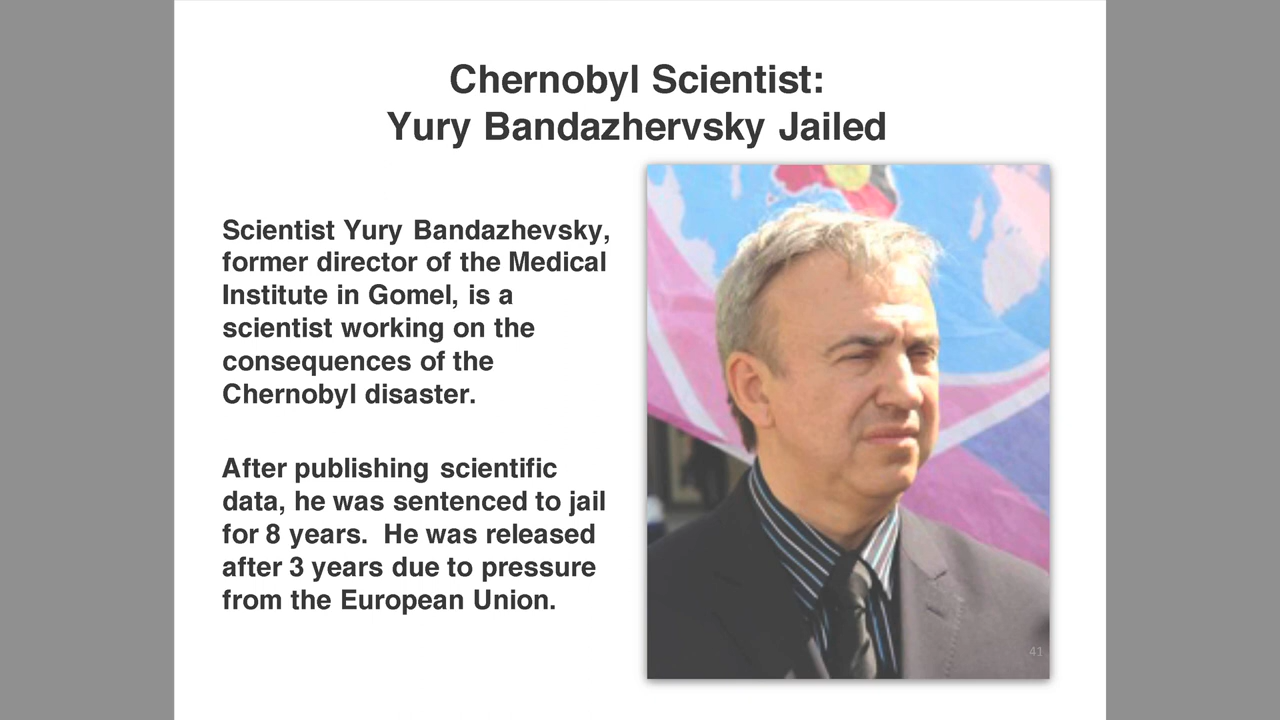 Chernobyl Scientist:
Yury Bandazhervsky Jailed
Scientist Yury Bandazhevsky,
former director of the Medical
Institute in Gomel, is a
scientist working on the
consequences of the
Chernobyl disaster.
After publishing scientific
data, he was sentenced to jail
for 8 years.  He was released
after 3 years due to pressure
from the European Union.
41